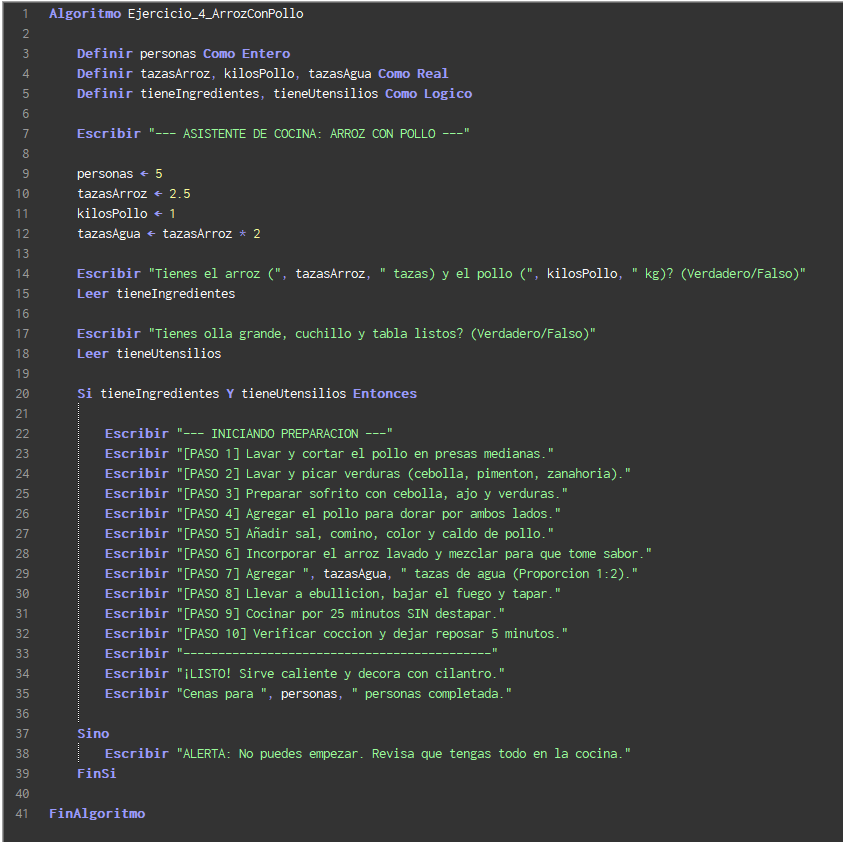 1 Algoritmo Ejercicio_4_ArrozConPollo
2
3 Definir personas Como Entero
4 Definir tazasArroz, kilosPollo, tazasAgua Como Real
5 Definir tieneIngredientes, tieneUtensilios Como Logico
6
7 Escribir "--- ASISTENTE DE COCINA: ARROZ CON POLLO ---"
8
9 personas ← 5
10 tazasArroz ← 2.5
11 kilosPollo ← 1
12 tazasAgua ← tazasArroz * 2
13
14 Escribir "Tienes el arroz (", tazasArroz, " tazas) y el pollo (", kilosPollo, " kg)? (Verdadero/Falso)"
15 Leer tieneIngredientes
16
17 Escribir "Tienes olla grande, cuchillo y tabla listos? (Verdadero/Falso)"
18 Leer tieneUtensilios
19
20 Si tieneIngredientes Y tieneUtensilios Entonces
21
22 Escribir "--- INICIANDO PREPARACION ---"
23 Escribir "[PASO 1] Lavar y cortar el pollo en presas medianas."
24 Escribir "[PASO 2] Lavar y picar verduras (cebolla, pimenton, zanahoria)."
25 Escribir "[PASO 3] Preparar sofrito con cebolla, ajo y verduras."
26 Escribir "[PASO 4] Agregar el pollo para dorar por ambos lados."
27 Escribir "[PASO 5] Añadir sal, comino, color y caldo de pollo."
28 Escribir "[PASO 6] Incorporar el arroz lavado y mezclar para que tome sabor."
29 Escribir "[PASO 7] Agregar ", tazasAgua, " tazas de agua (Proporcion 1:2)."
30 Escribir "[PASO 8] Llevar a ebullicion, bajar el fuego y tapar."
31 Escribir "[PASO 9] Cocinar por 25 minutos SIN destapar."
32 Escribir "[PASO 10] Verificar coccion y dejar reposar 5 minutos."
33 Escribir "--------------------------------------------"
34 Escribir "¡LISTO! Sirve caliente y decora con cilantro."
35 Escribir "Cenas para ", personas, " personas completada."
36
37 Sino
38 Escribir "ALERTA: No puedes empezar. Revisa que tengas todo en la cocina."
39 FinSi
40
41 FinAlgoritmo